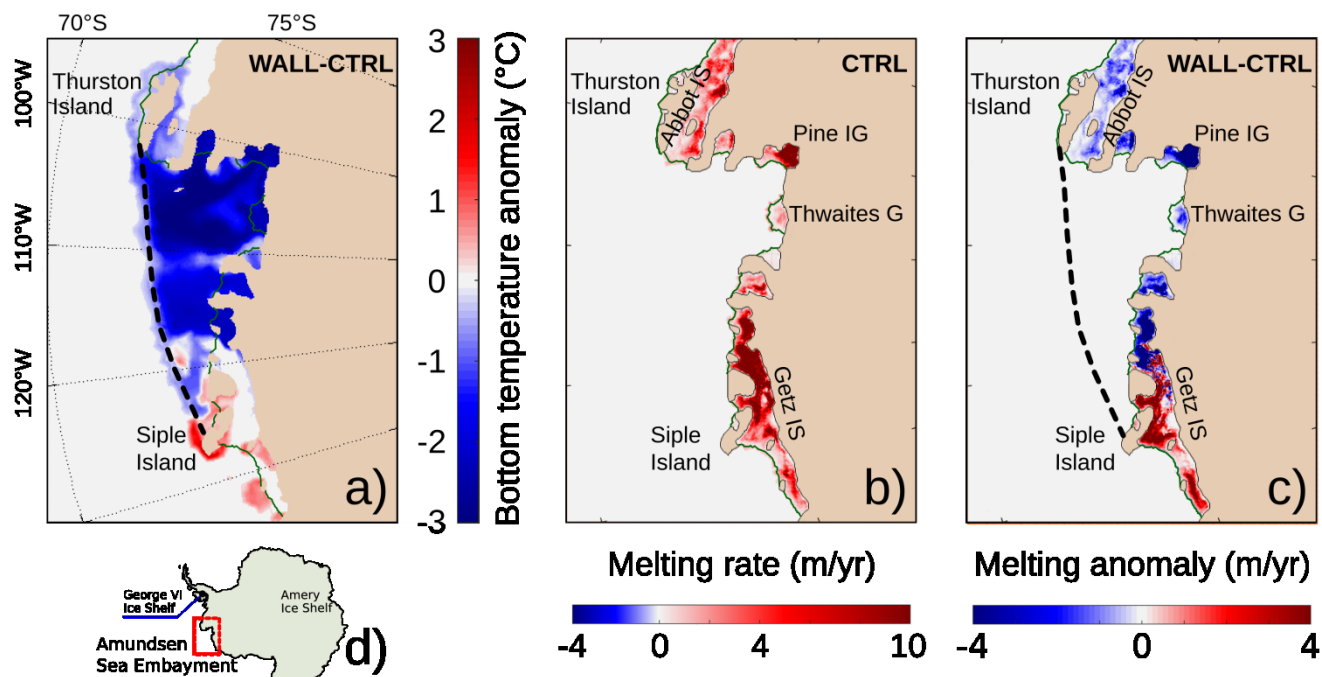 70°S
75°S
100°W
110°W
120°W
Thurston
Island
WALL-CTRL
Siple
Island
a)
3
2
1
0
-1
-2
-3
Bottom temperature anomaly (°C)
CTRL
Thurston
Island
Abbot IS
Pine IG
Thwaites G
Getz IS
Siple
Island
b)
WALL-CTRL
Thurston
Island
Abbot IS
Pine IG
Thwaites G
Getz IS
Siple
Island
c)
George VI
Ice Shelf
Amery
Ice Shelf
Amundsen
Sea Embayment
d)
Melting rate (m/yr)
-4
0
4
10
Melting anomaly (m/yr)
-4
0
4